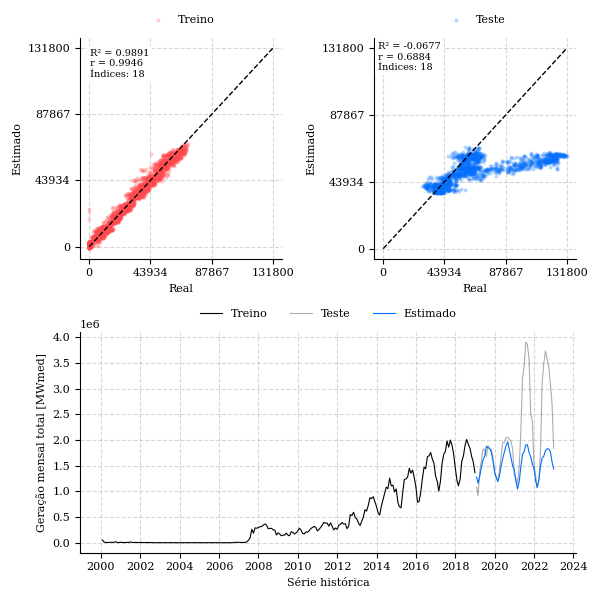 Treino
R² = 0.9891
r = 0.9946
Índices: 18
131800
87867
43934
0
Estimado
0 43934 87867 131800
Real
Teste
R² = -0.0677
r = 0.6884
Índices: 18
131800
87867
43934
0
Estimado
0 43934 87867 131800
Real
Treino Teste Estimado
1e6
4.0
3.5
3.0
2.5
2.0
1.5
1.0
0.5
0.0
Geração mensal total [MWmed]
2000 2002 2004 2006 2008 2010 2012 2014 2016 2018 2020 2022 2024
Série histórica